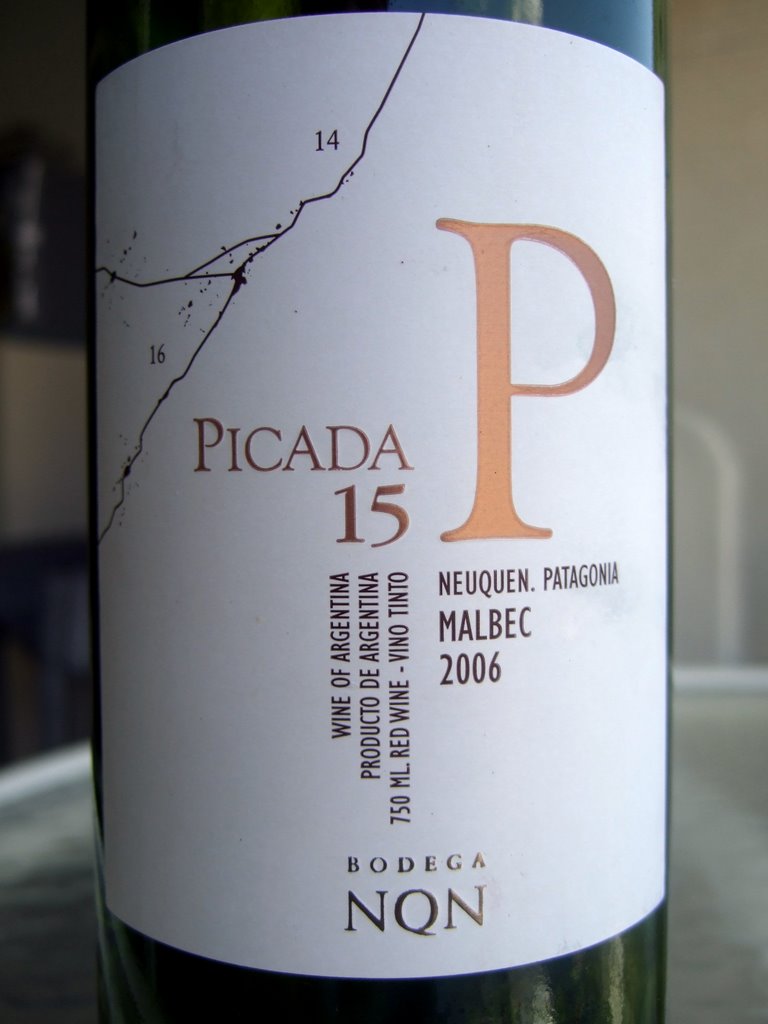 14
16
P
PICADA
15
NEUQUEN. PATAGONIA
MALBEC
2006
WINE OF ARGENTINA
PRODUCTO DE ARGENTINA
750 ML. RED WINE - VINO TINTO
BODEGA
NQN